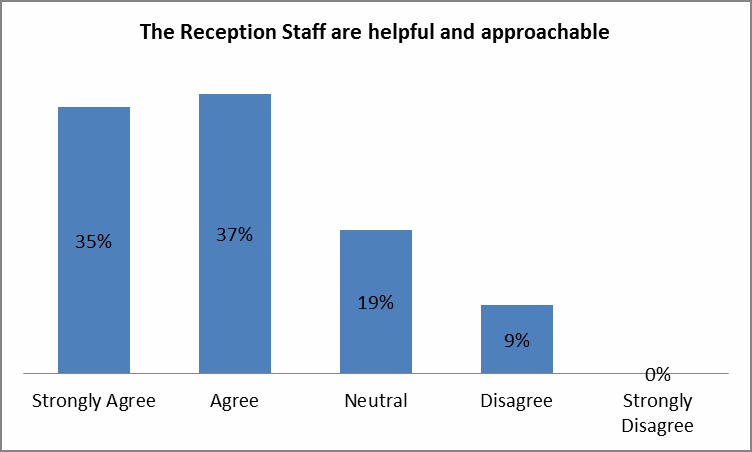 The Reception Staff are helpful and approachable
35%
37%
19%
9%
0%
Strongly Agree
Agree
Neutral
Disagree
Strongly
Disagree